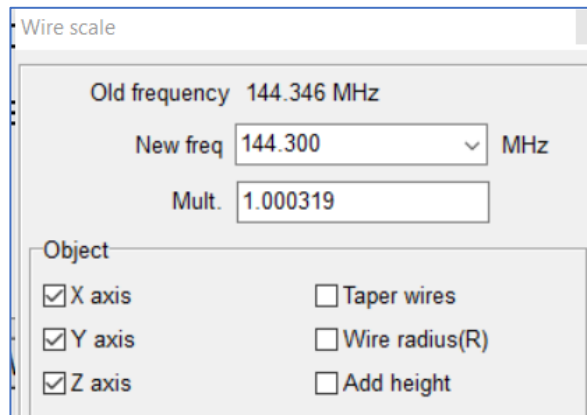 Wire scale
Old frequency 144.346 MHz
New freq 144.300 MHz
Mult. 1.000319
Object
X axis Taper wires
Y axis Wire radius(R)
Z axis Add height